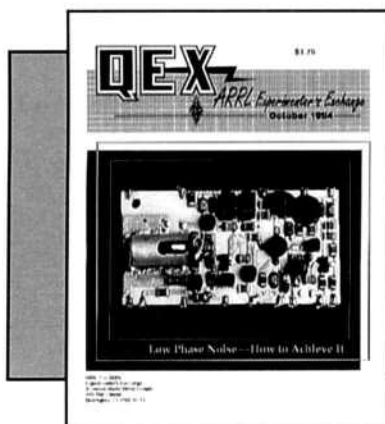 $1.75
QEX
ARRL Experimenter's Exchange
October 1994
Low Phase Noise—How to Achieve It